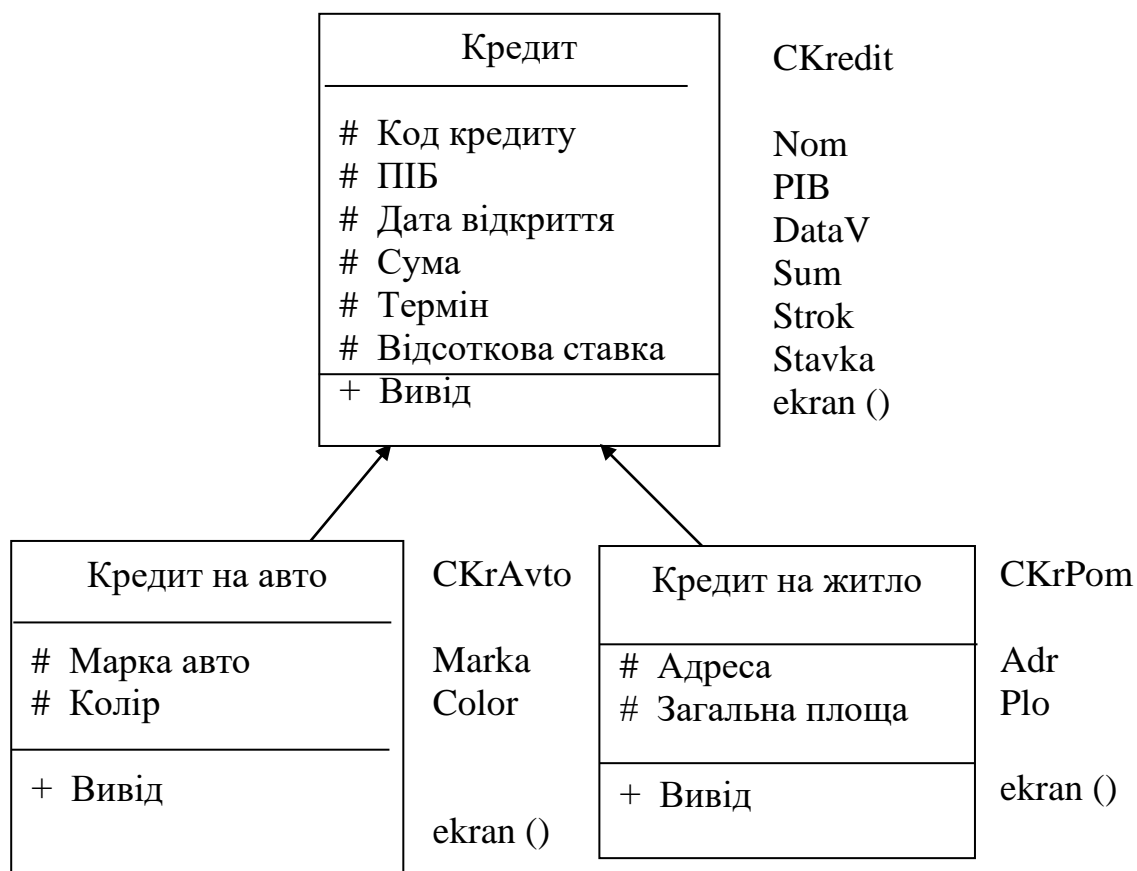 Кредит
CKredit
# Код кредиту
Nom
# ПІБ
PIB
# Дата відкриття
DataV
# Сума
Sum
# Термін
Strok
# Відсоткова ставка
Stavka
+ Вивід
ekran ()
Кредит на авто
CKrAvto
# Марка авто
Marka
# Колір
Color
+ Вивід
ekran ()
Кредит на житло
CKrPom
# Адреса
Adr
# Загальна площа
Plo
+ Вивід
ekran ()